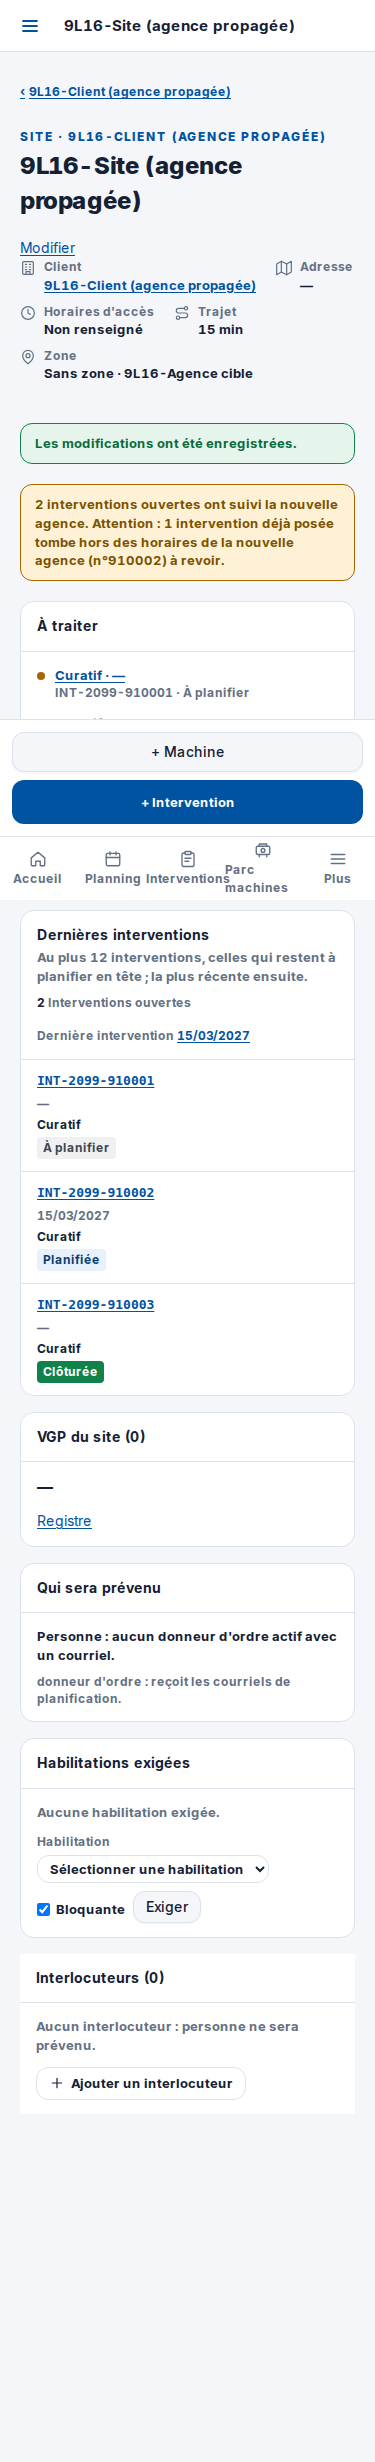 9L16-Site (agence propagée)
‹ 9L16-Client (agence propagée)
SITE · 9L16-CLIENT (AGENCE PROPAGÉE)
9L16-Site (agence
propagée)
Modifier
Client
9L16-Client (agence propagée)
Adresse
—
Horaires d'accès
Non renseigné
Trajet
15 min
Zone
Sans zone · 9L16-Agence cible
Les modifications ont été enregistrées.
2 interventions ouvertes ont suivi la nouvelle
agence. Attention : 1 intervention déjà posée
tombe hors des horaires de la nouvelle
agence (n°910002) à revoir.
À traiter
Curatif · —
INT-2099-910001 · À planifier
+ Machine
+ Intervention
Accueil
Planning
Interventions
Parc
machines
Plus
Dernières interventions
Au plus 12 interventions, celles qui restent à
planifier en tête ; la plus récente ensuite.
2 Interventions ouvertes
Dernière intervention 15/03/2027
INT-2099-910001
—
Curatif
À planifier
INT-2099-910002
15/03/2027
Curatif
Planifiée
INT-2099-910003
—
Curatif
Clôturée
VGP du site (0)
—
Registre
Qui sera prévenu
Personne : aucun donneur d'ordre actif avec
un courriel.
donneur d'ordre : reçoit les courriels de
planification.
Habilitations exigées
Aucune habilitation exigée.
Habilitation
Sélectionner une habilitation
Bloquante
Exiger
Interlocuteurs (0)
Aucun interlocuteur : personne ne sera
prévenu.
+ Ajouter un interlocuteur